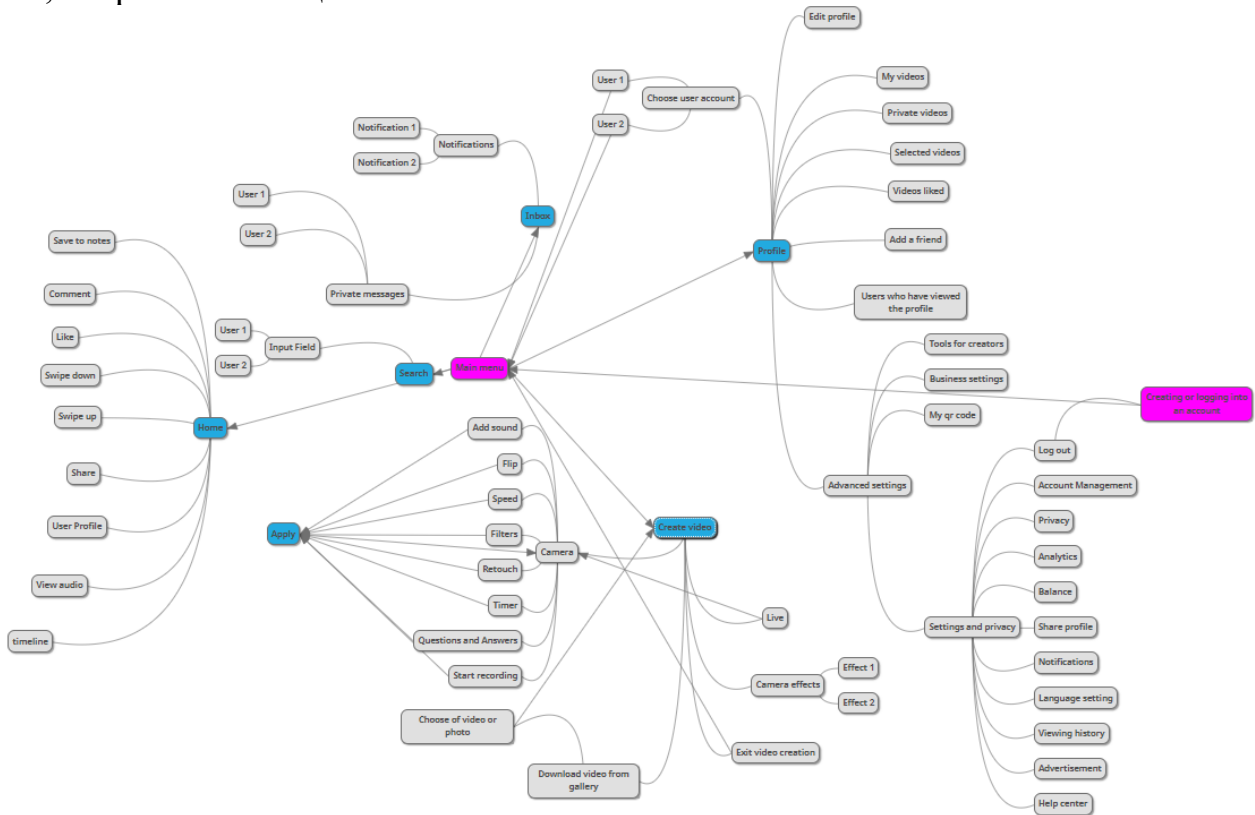 Edit profile
User 1
My videos
Choose user account
Private videos
User 2
Notification 1
Notifications
Selected videos
Notification 2
User 1
Videos liked
Inbox
User 2
Save to notes
Add a friend
Profile
Private messages
Comment
Users who have viewed
the profile
User 1
Like
Input Field
Tools for creators
User 2
Main menu
Search
Swipe down
Business settings
Creating or logging into
an account
Swipe up
My qr code
Home
Add sound
Log out
Flip
Share
Account Management
Advanced settings
Speed
Privacy
User Profile
Create video
Apply
Filters
Camera
Analytics
Retouch
View audio
Balance
Timer
Live
timeline
Questions and Answers
Settings and privacy
Share profile
Notifications
Effect 1
Start recording
Camera effects
Language setting
Effect 2
Choose of video or
photo
Viewing history
Exit video creation
Advertisement
Download video from
gallery
Help center